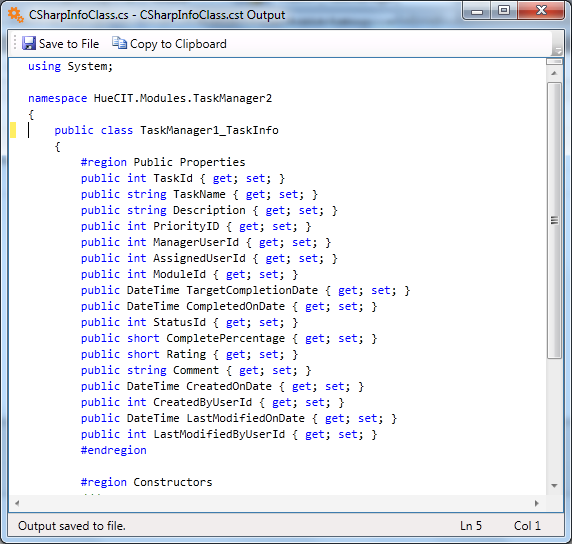 CSharpInfoClass.cs - CSharpInfoClass.cst Output
Save to File Copy to Clipboard
using System;
namespace HueCIT.Modules.TaskManager2
{
public class TaskManager1_TaskInfo
{
#region Public Properties
public int TaskId { get; set; }
public string TaskName { get; set; }
public string Description { get; set; }
public int PriorityID { get; set; }
public int ManagerUserId { get; set; }
public int AssignedUserId { get; set; }
public int ModuleId { get; set; }
public DateTime TargetCompletionDate { get; set; }
public DateTime CompletedOnDate { get; set; }
public int StatusId { get; set; }
public short CompletePercentage { get; set; }
public short Rating { get; set; }
public string Comment { get; set; }
public DateTime CreatedOnDate { get; set; }
public int CreatedByUserId { get; set; }
public DateTime LastModifiedOnDate { get; set; }
public int LastModifiedByUserId { get; set; }
#endregion
#region Constructors
Output saved to file. Ln 5 Col 1